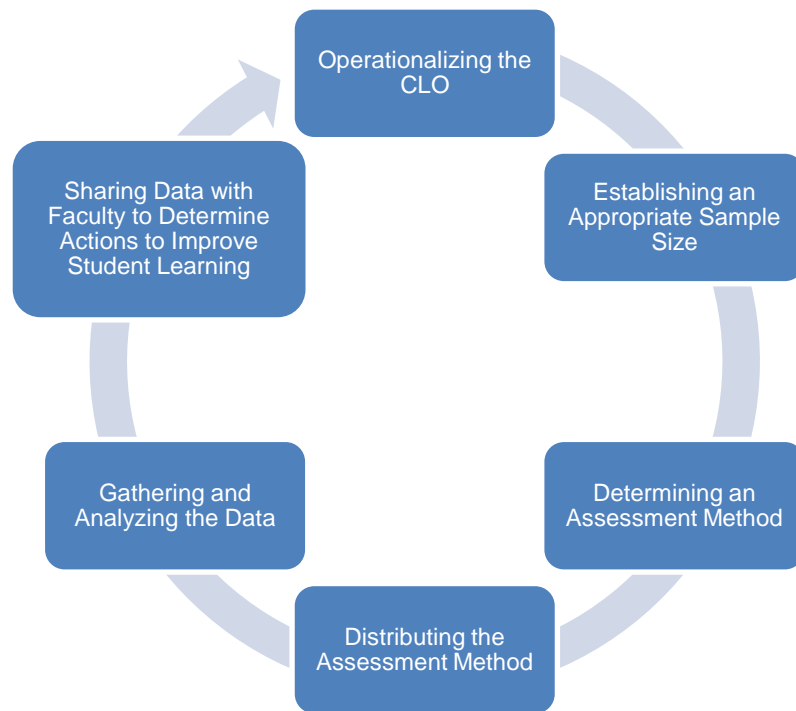 Operationalizing the
CLO
Establishing an
Appropriate Sample
Size
Determining an
Assessment Method
Distributing the
Assessment Method
Gathering and
Analyzing the Data
Sharing Data with
Faculty to Determine
Actions to Improve
Student Learning